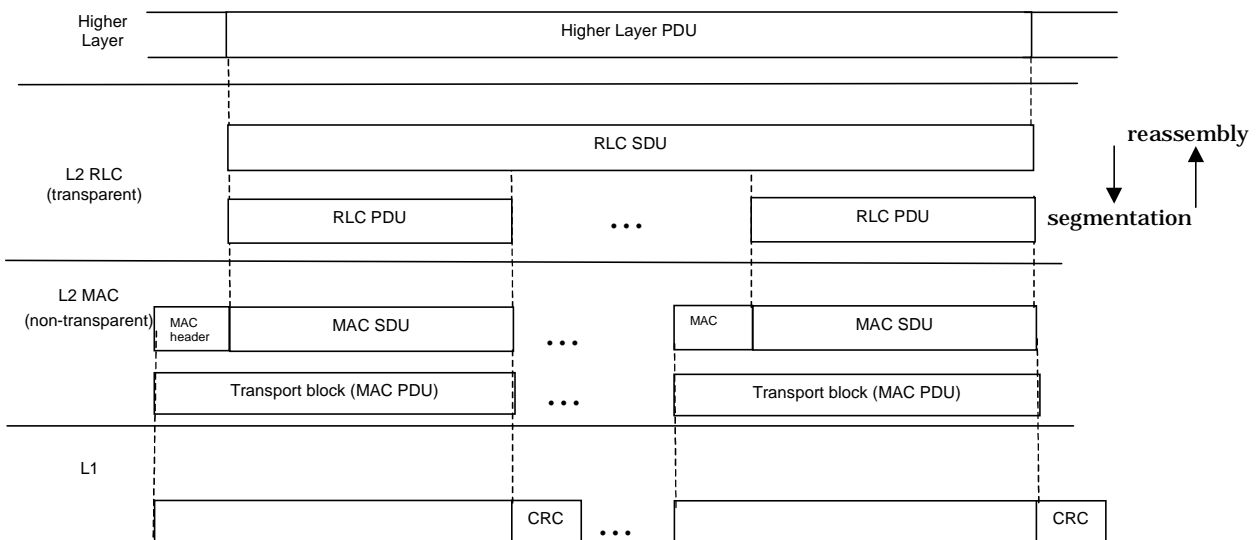 Higher
Layer
Higher Layer PDU
RLC SDU
reassembly
L2 RLC
(transparent)
RLC PDU
...
RLC PDU
segmentation
L2 MAC
(non-transparent)
MAC
header
MAC SDU
...
MAC
MAC SDU
Transport block (MAC PDU)
...
Transport block (MAC PDU)
L1
CRC
...
CRC